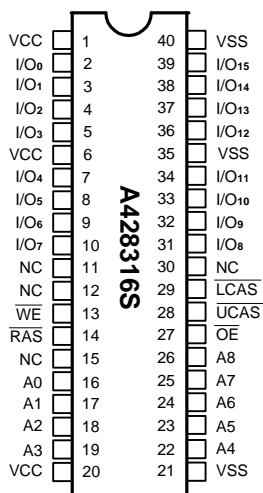 VCC 1 40 VSS
I/O0 2 39 I/O15
I/O1 3 38 I/O14
I/O2 4 37 I/O13
I/O3 5 36 I/O12
VCC 6 35 VSS
I/O4 7 34 I/O11
I/O5 8 33 I/O10
I/O6 9 32 I/O9
I/O7 10 31 I/O8
NC 11 30 NC
NC 12 29 LCAS
WE 13 28 UCAS
RAS 14 27 OE
NC 15 26 A8
A0 16 25 A7
A1 17 24 A6
A2 18 23 A5
A3 19 22 A4
VCC 20 21 VSS
A428316S